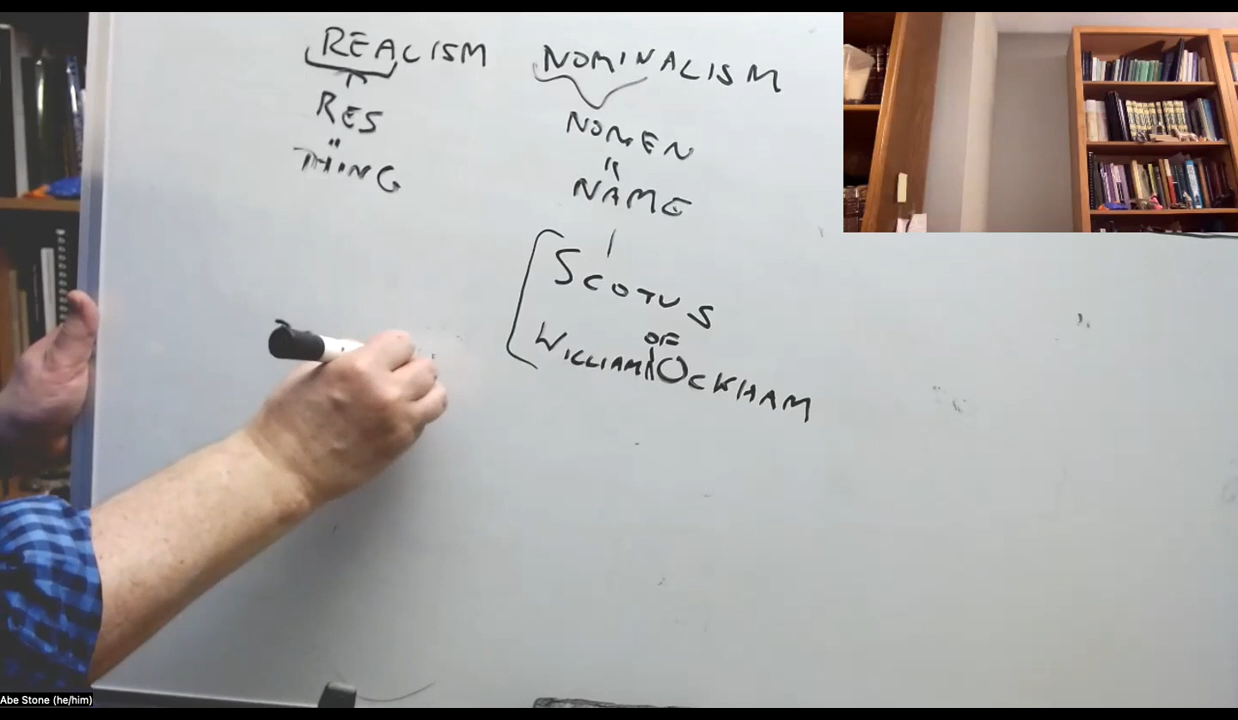 REALISM NOMINALISM
RES
"
THING
NOMEN
"
NAME
SCOTUS
OF
WILLIAM OCKHAM
Abe Stone (he/him)